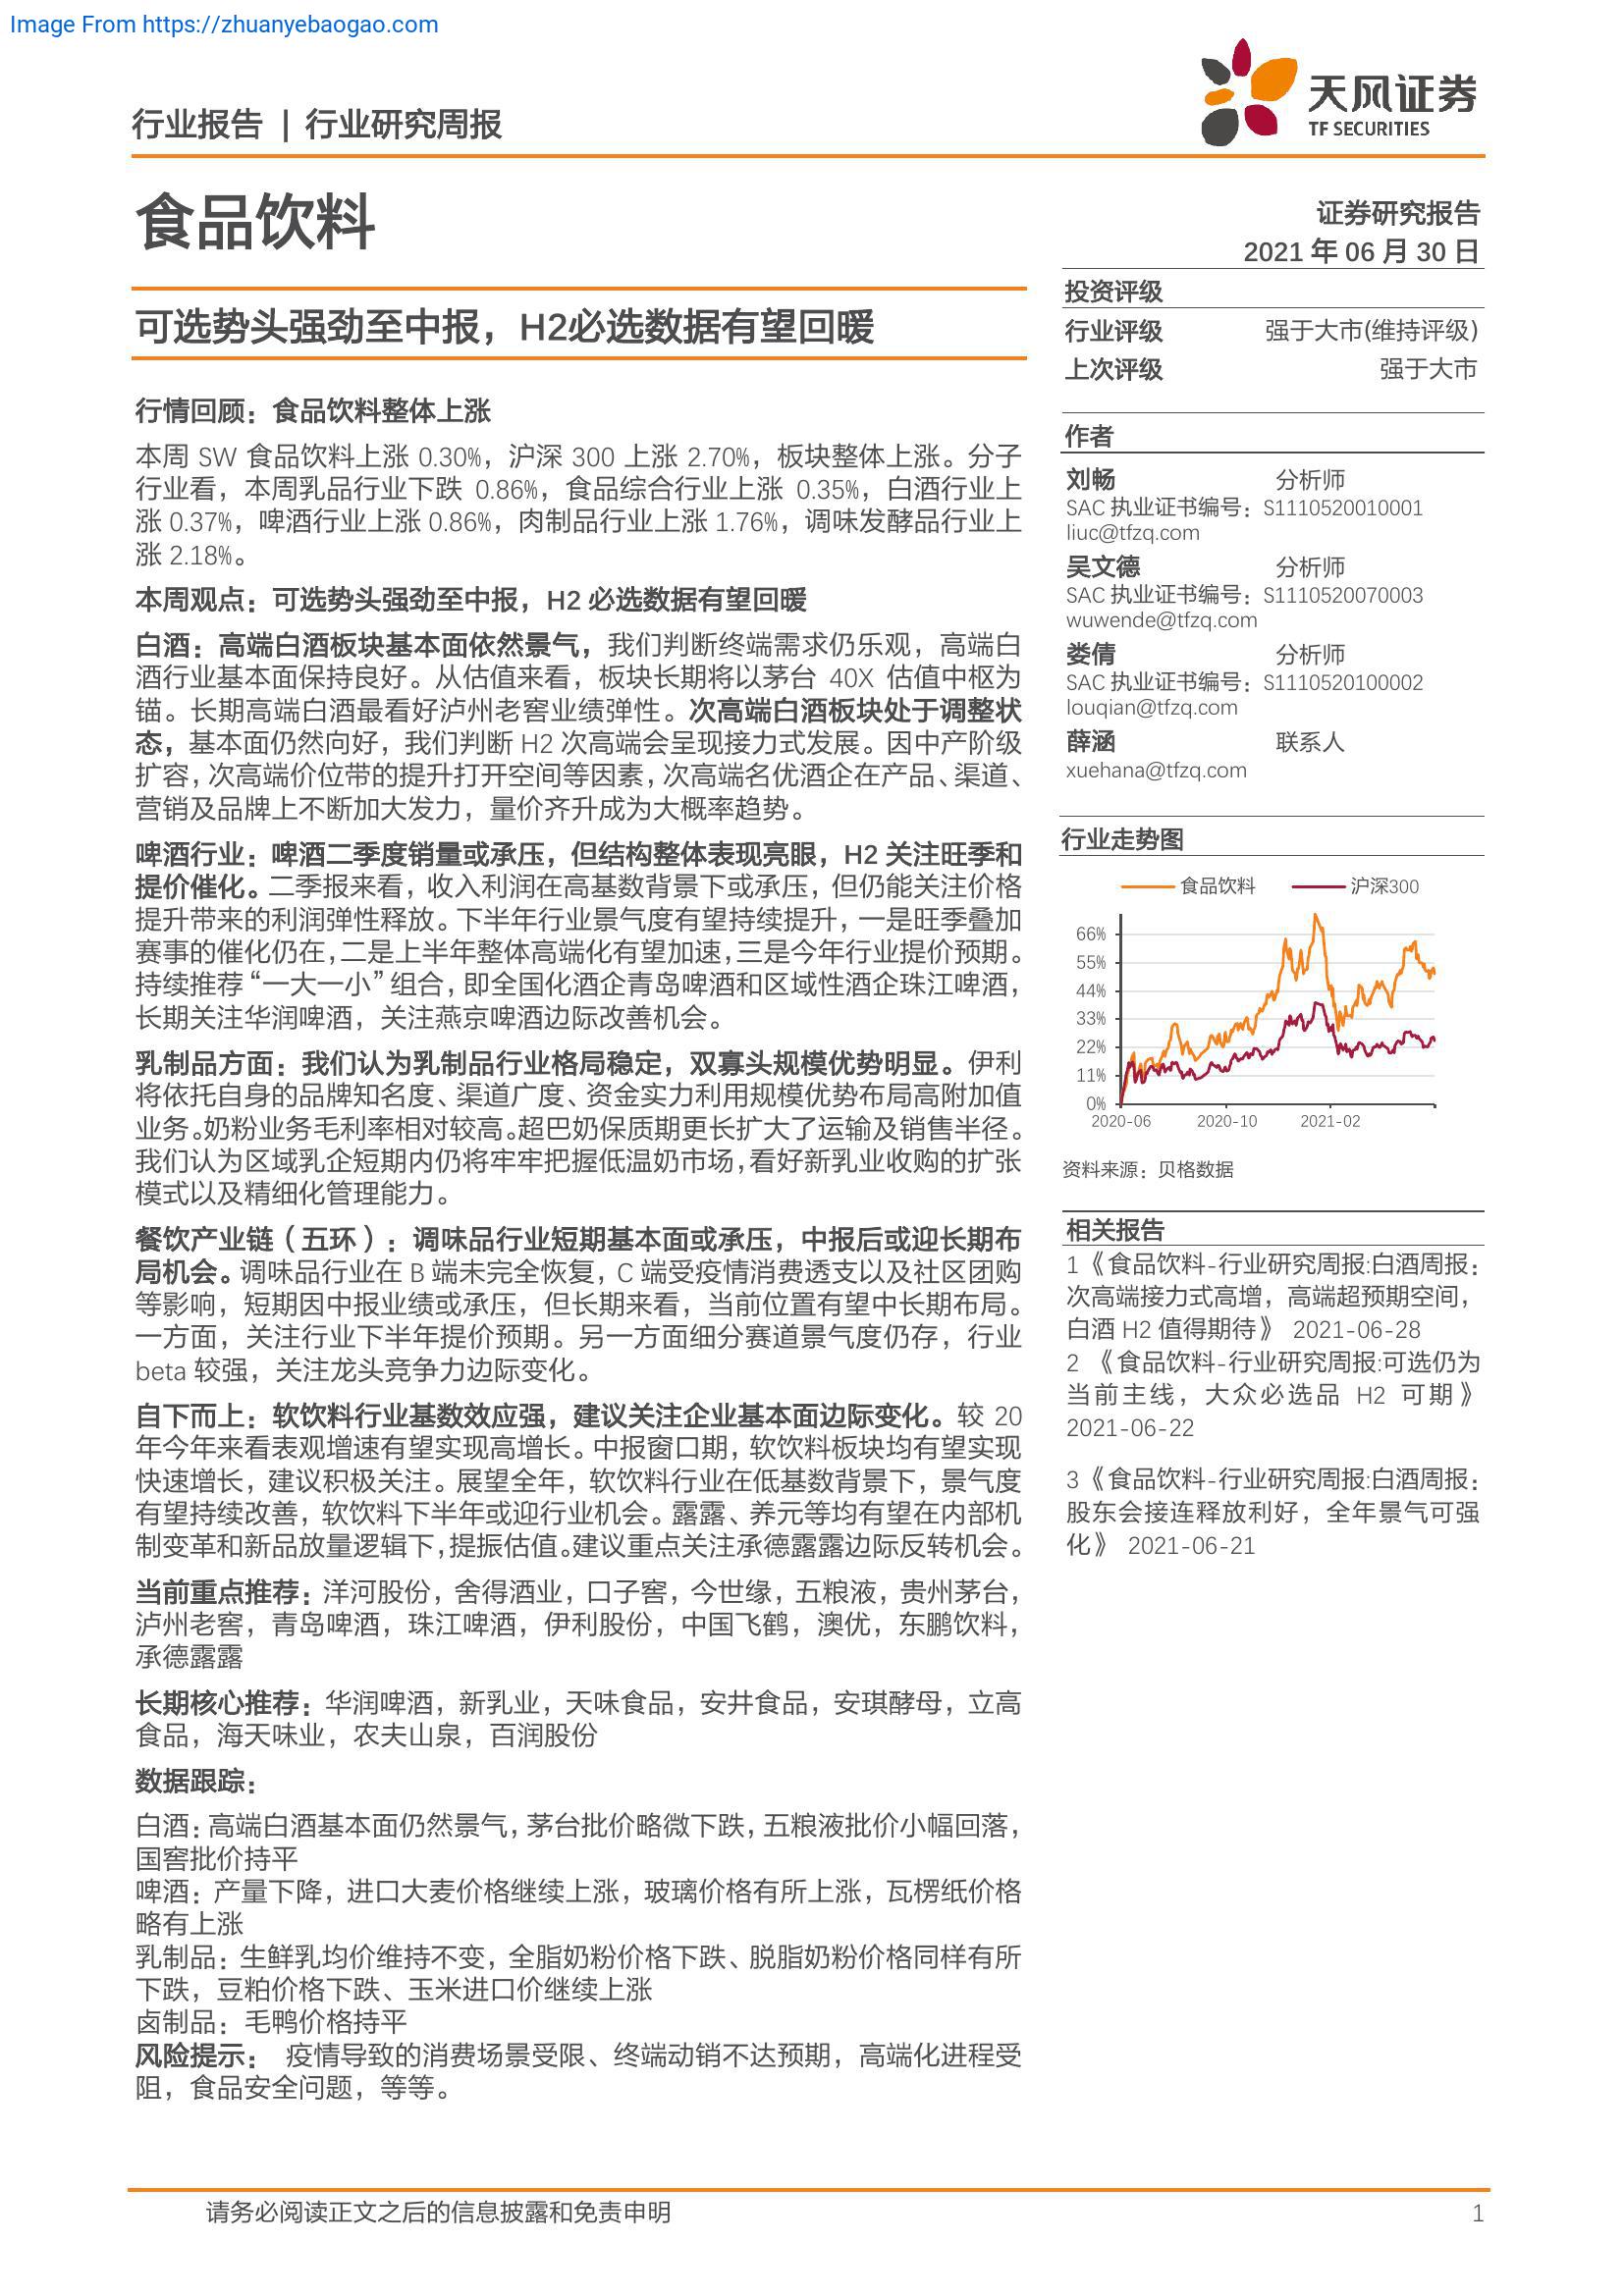 Image From https://zhuanyebaogao.com
行业报告 | 行业研究周报
天风证券
TF SECURITIES
食品饮料
证券研究报告
2021 年 06 月 30 日
可选势头强劲至中报，H2必选数据有望回暖
行情回顾：食品饮料整体上涨
本周 SW 食品饮料上涨 0.30%，沪深 300 上涨 2.70%，板块整体上涨。分子
行业看，本周乳品行业下跌 0.86%，食品综合行业上涨 0.35%，白酒行业上
涨 0.37%，啤酒行业上涨 0.86%，肉制品行业上涨 1.76%，调味发酵品行业上
涨 2.18%。
本周观点：可选势头强劲至中报，H2 必选数据有望回暖
白酒：高端白酒板块基本面依然景气，我们判断终端需求仍乐观，高端白
酒行业基本面保持良好。从估值来看，板块长期将以茅台 40X 估值中枢为
锚。长期高端白酒最看好泸州老窖业绩弹性。次高端白酒板块处于调整状
态，基本面仍然向好，我们判断 H2 次高端会呈现接力式发展。因中产阶级
扩容，次高端价位带的提升打开空间等因素，次高端名优酒企在产品、渠道、
营销及品牌上不断加大发力，量价齐升成为大概率趋势。
啤酒行业：啤酒二季度销量或承压，但结构整体表现亮眼，H2 关注旺季和
提价催化。二季报来看，收入利润在高基数背景下或承压，但仍能关注价格
提升带来的利润弹性释放。下半年行业景气度有望持续提升，一是旺季叠加
赛事的催化仍在，二是上半年整体高端化有望加速，三是今年行业提价预期。
持续推荐“一大一小”组合，即全国化酒企青岛啤酒和区域性酒企珠江啤酒，
长期关注华润啤酒，关注燕京啤酒边际改善机会。
乳制品方面：我们认为乳制品行业格局稳定，双寡头规模优势明显。伊利
将依托自身的品牌知名度、渠道广度、资金实力利用规模优势布局高附加值
业务。奶粉业务毛利率相对较高。超巴奶保质期更长扩大了运输及销售半径。
我们认为区域乳企短期内仍将牢牢把握低温奶市场，看好新乳业收购的扩张
模式以及精细化管理能力。
餐饮产业链（五环）：调味品行业短期基本面或承压，中报后或迎长期布
局机会。调味品行业在 B 端未完全恢复，C 端受疫情消费透支以及社区团购
等影响，短期因中报业绩或承压，但长期来看，当前位置有望中长期布局。
一方面，关注行业下半年提价预期。另一方面细分赛道景气度仍存，行业
beta 较强，关注龙头竞争力边际变化。
自下而上：软饮料行业基数效应强，建议关注企业基本面边际变化。较 20
年今年来看表观增速有望实现高增长。中报窗口期，软饮料板块均有望实现
快速增长，建议积极关注。展望全年，软饮料行业在低基数背景下，景气度
有望持续改善，软饮料下半年或迎行业机会。露露、养元等均有望在内部机
制变革和新品放量逻辑下，提振估值。建议重点关注承德露露边际反转机会。
当前重点推荐：洋河股份，舍得酒业，口子窖，今世缘，五粮液，贵州茅台，
泸州老窖，青岛啤酒，珠江啤酒，伊利股份，中国飞鹤，澳优，东鹏饮料，
承德露露
长期核心推荐：华润啤酒，新乳业，天味食品，安井食品，安琪酵母，立高
食品，海天味业，农夫山泉，百润股份
数据跟踪：
白酒：高端白酒基本面仍然景气，茅台批价略微下跌，五粮液批价小幅回落，
国窖批价持平
啤酒：产量下降，进口大麦价格继续上涨，玻璃价格有所上涨，瓦楞纸价格
略有上涨
乳制品：生鲜乳均价维持不变，全脂奶粉价格下跌、脱脂奶粉价格同样有所
下跌，豆粕价格下跌、玉米进口价继续上涨
卤制品：毛鸭价格持平
风险提示： 疫情导致的消费场景受限、终端动销不达预期，高端化进程受
阻，食品安全问题，等等。
投资评级
行业评级 强于大市(维持评级)
上次评级 强于大市
作者
刘畅 分析师
SAC 执业证书编号：S1110520010001
liuc@tfzq.com
吴文德 分析师
SAC 执业证书编号：S1110520070003
wuwende@tfzq.com
娄倩 分析师
SAC 执业证书编号：S1110520100002
louqian@tfzq.com
薛涵 联系人
xuehana@tfzq.com
行业走势图
食品饮料 沪深300
66%
55%
44%
33%
22%
11%
0%
2020-06 2020-10 2021-02
资料来源：贝格数据
相关报告
1《食品饮料-行业研究周报:白酒周报：
次高端接力式高增，高端超预期空间，
白酒 H2 值得期待》 2021-06-28
2 《食品饮料-行业研究周报:可选仍为
当前主线，大众必选品 H2 可期》
2021-06-22
3《食品饮料-行业研究周报:白酒周报：
股东会接连释放利好，全年景气可强
化》 2021-06-21
请务必阅读正文之后的信息披露和免责申明 1